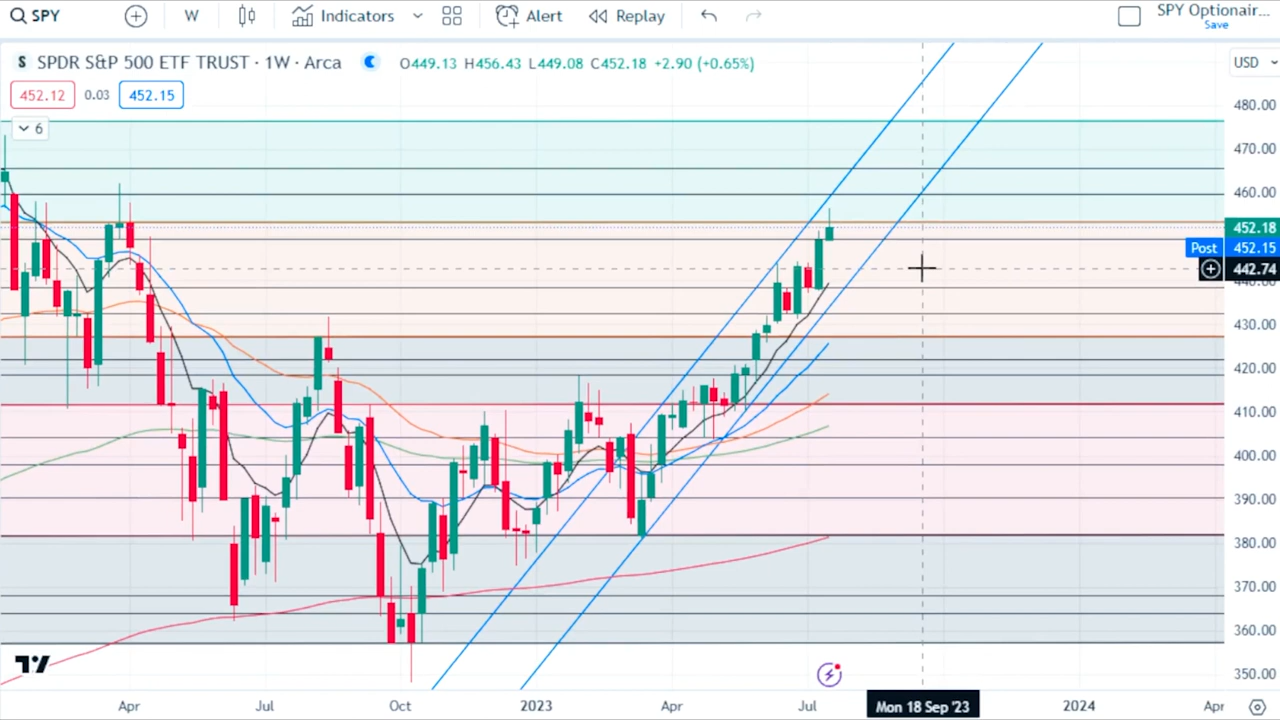 SPY W Indicators Alert Replay SPY Optionair...
Save
S SPDR S&P 500 ETF TRUST · 1W · Arca O449.13 H456.43 L449.08 C452.18 +2.90 (+0.65%) USD
452.12 0.03 452.15
6
480.00
470.00
460.00
452.18
Post 452.15
442.74
440.00
430.00
420.00
410.00
400.00
390.00
380.00
370.00
360.00
350.00
Apr Jul Oct 2023 Apr Jul Mon 18 Sep '23 2024 Apr